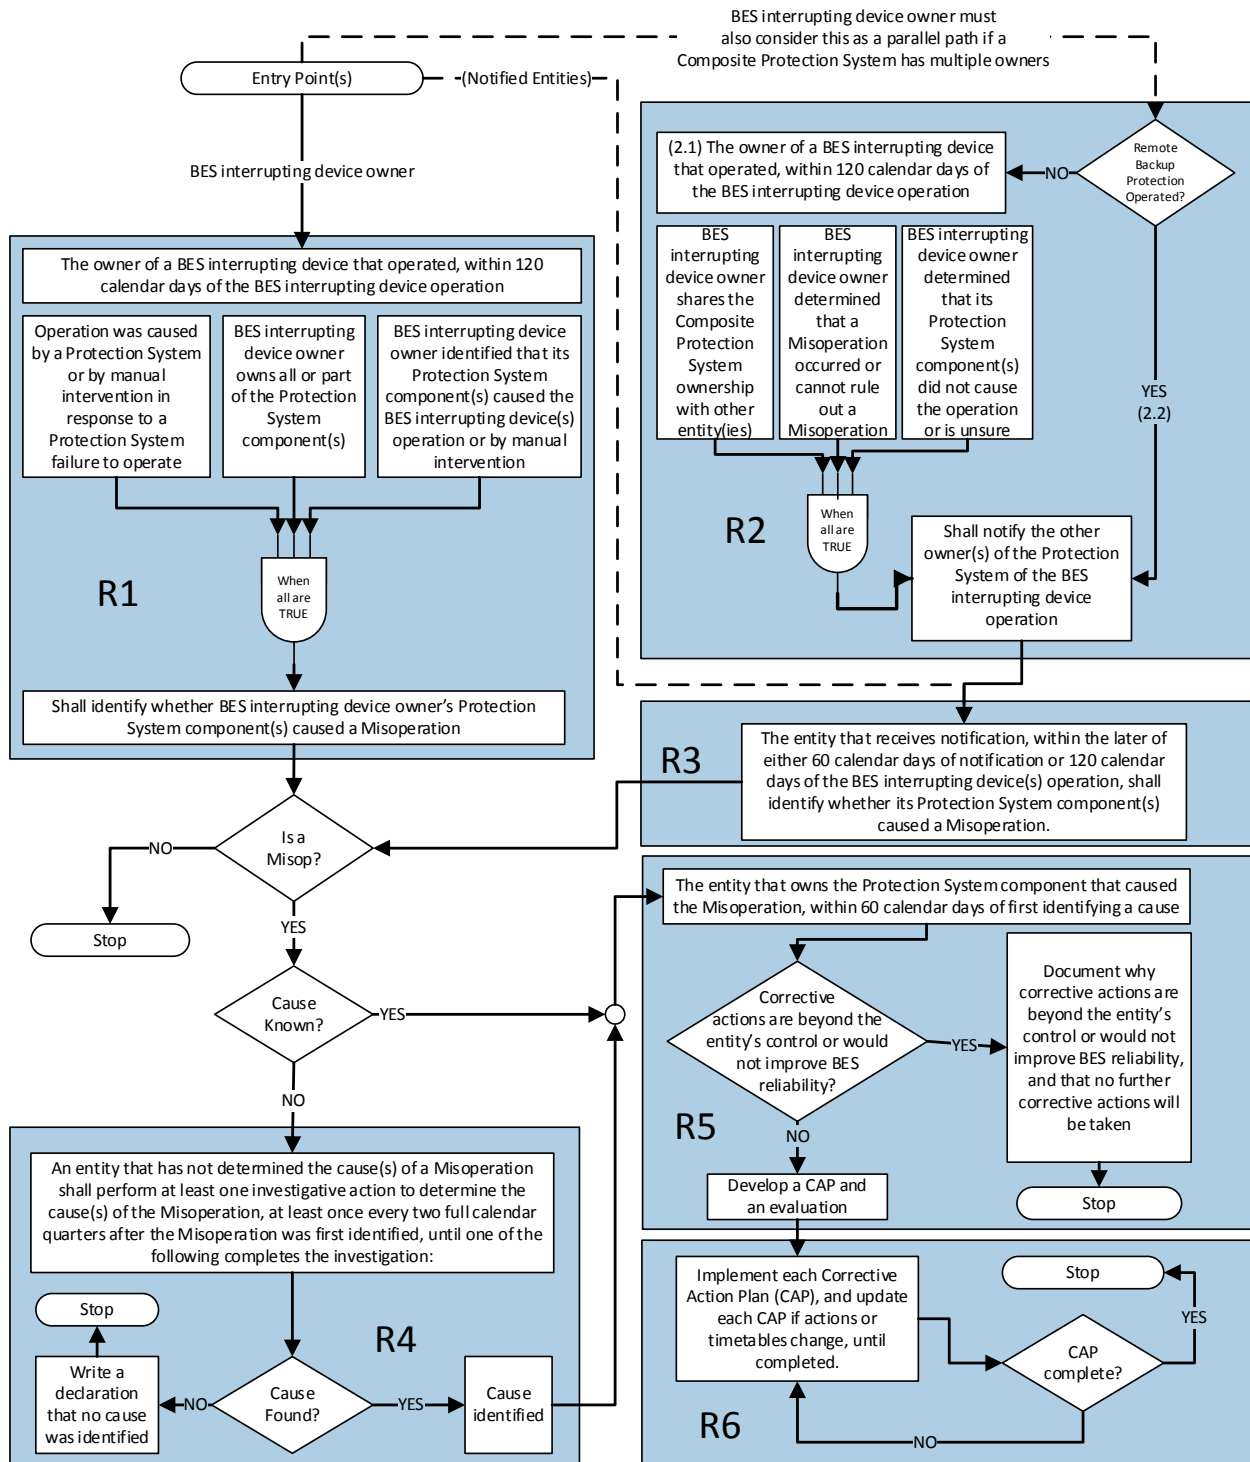 BES interrupting device owner must
also consider this as a parallel path if a
Composite Protection System has multiple owners
Entry Point(s)
(Notified Entities)
BES interrupting device owner
The owner of a BES interrupting device that operated, within 120
calendar days of the BES interrupting device operation
Operation was caused
by a Protection System
or by manual
intervention in
response to a
Protection System
failure to operate
BES interrupting
device owner
owns all or part
of the Protection
System
component(s)
BES interrupting device
owner identified that its
Protection System
component(s) caused the
BES interrupting device(s)
operation or by manual
intervention
When
all are
TRUE
R1
Shall identify whether BES interrupting device owner's Protection
System component(s) caused a Misoperation
Remote
Backup
Protection
Operated?
NO
(2.1) The owner of a BES interrupting device
that operated, within 120 calendar days of
the BES interrupting device operation
BES
interrupting
device owner
shares the
Composite
Protection
System
ownership
with other
entity(ies)
BES
interrupting
device owner
determined
that a
Misoperation
occurred or
cannot rule
out a
Misoperation
BES interrupting
device owner
determined
that its
Protection
System
component(s)
did not cause
the operation
or is unsure
YES
(2.2)
When
all are
TRUE
R2
Shall notify the other
owner(s) of the Protection
System of the BES
interrupting device
operation
R3
The entity that receives notification, within the later of
either 60 calendar days of notification or 120 calendar
days of the BES interrupting device(s) operation, shall
identify whether its Protection System component(s)
caused a Misoperation.
Is a
Misop?
NO
Stop
YES
Cause
Known?
YES
NO
An entity that has not determined the cause(s) of a Misoperation
shall perform at least one investigative action to determine the
cause(s) of the Misoperation, at least once every two full calendar
quarters after the Misoperation was first identified, until one of the
following completes the investigation:
Stop
R4
Write a
declaration
that no cause
was identified
NO
Cause
Found?
YES
Cause
identified
The entity that owns the Protection System component that caused
the Misoperation, within 60 calendar days of first identifying a cause
Corrective
actions are beyond the
entity's control or would
not improve BES
reliability?
YES
Document why
corrective actions are
beyond the entity's
control or would not
improve BES reliability,
and that no further
corrective actions will
be taken
R5
NO
Stop
Develop a CAP and
an evaluation
Implement each Corrective
Action Plan (CAP), and update
each CAP if actions or
timetables change, until
completed.
Stop
YES
CAP
complete?
NO
R6